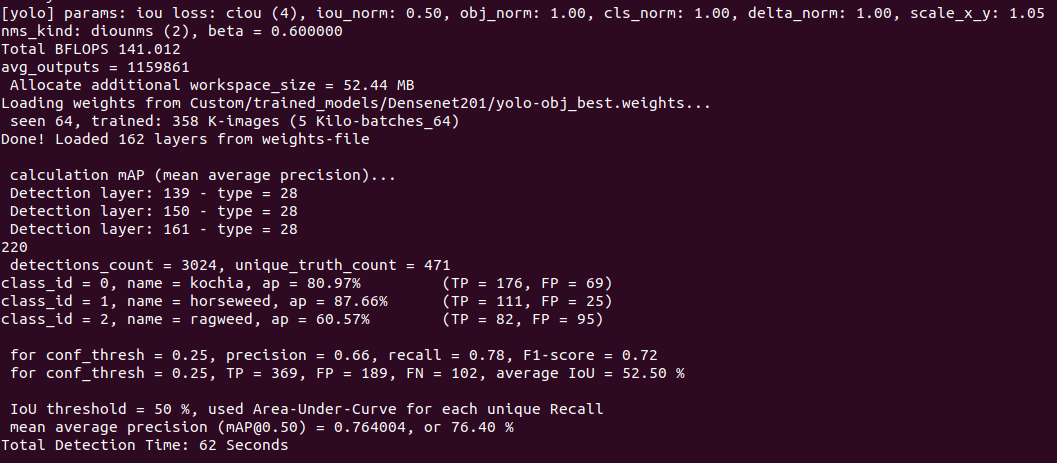 [yolo] params: iou loss: ciou (4), iou_norm: 0.50, obj_norm: 1.00, cls_norm: 1.00, delta_norm: 1.00, scale_x_y: 1.05
nms_kind: diounms (2), beta = 0.600000
Total BFLOPS 141.012
avg_outputs = 1159861
 Allocate additional workspace_size = 52.44 MB
Loading weights from Custom/trained_models/Densenet201/yolo-obj_best.weights...
 seen 64, trained: 358 K-images (5 Kilo-batches_64)
Done! Loaded 162 layers from weights-file

 calculation mAP (mean average precision)...
 Detection layer: 139 - type = 28
 Detection layer: 150 - type = 28
 Detection layer: 161 - type = 28
220
 detections_count = 3024, unique_truth_count = 471
class_id = 0, name = kochia, ap = 80.97%   	 (TP = 176, FP = 69)
class_id = 1, name = horseweed, ap = 87.66%   	 (TP = 111, FP = 25)
class_id = 2, name = ragweed, ap = 60.57%   	 (TP = 82, FP = 95)

 for conf_thresh = 0.25, precision = 0.66, recall = 0.78, F1-score = 0.72
 for conf_thresh = 0.25, TP = 369, FP = 189, FN = 102, average IoU = 52.50 %

 IoU threshold = 50 %, used Area-Under-Curve for each unique Recall
 mean average precision (mAP@0.50) = 0.764004, or 76.40 %
Total Detection Time: 62 Seconds